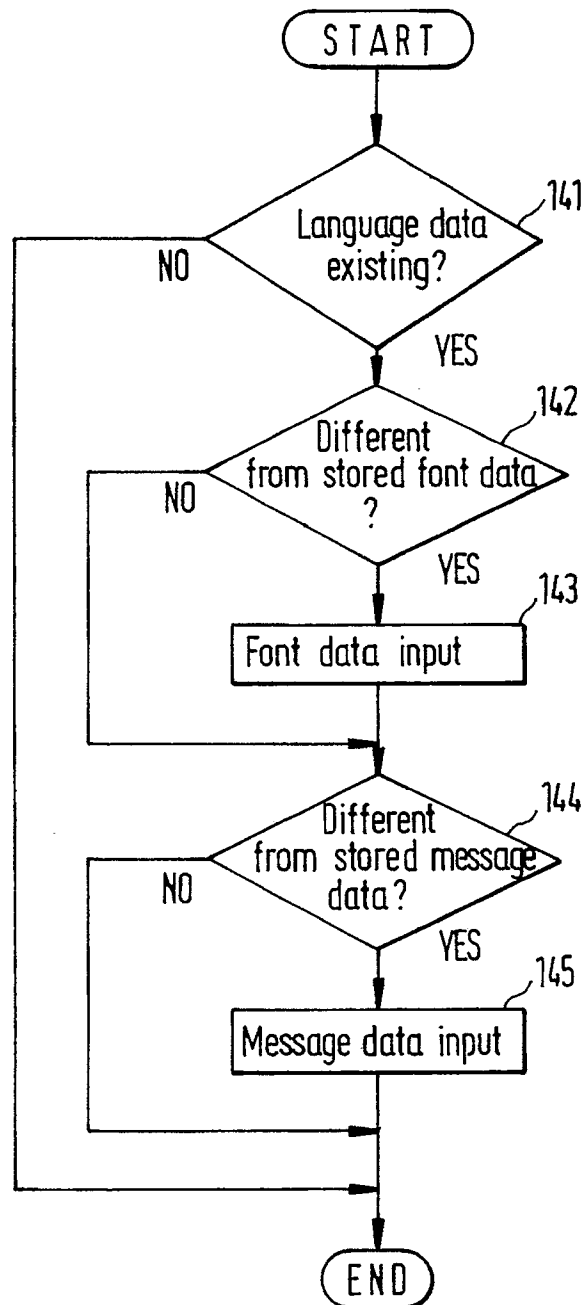 START
141
Language data
existing?
NO
YES
142
Different
from stored font data
?
NO
YES
143
Font data input
144
Different
from stored message
data?
NO
YES
145
Message data input
END